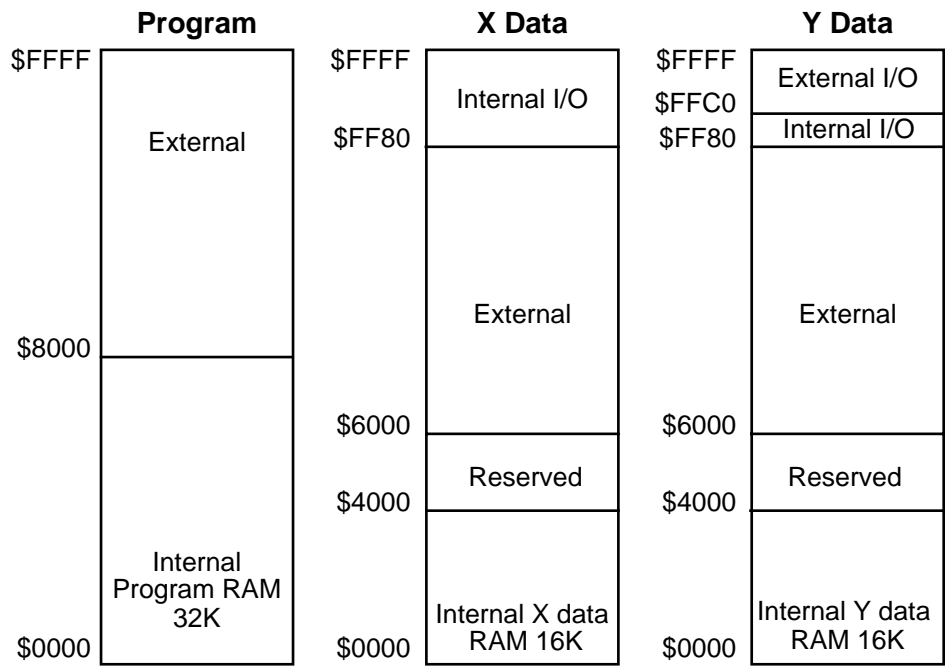 Program
$FFFF
External
$8000
Internal
Program RAM
32K
$0000
X Data
$FFFF
Internal I/O
$FF80
External
$6000
Reserved
$4000
Internal X data
RAM 16K
$0000
Y Data
$FFFF
External I/O
$FFC0
Internal I/O
$FF80
External
$6000
Reserved
$4000
Internal Y data
RAM 16K
$0000